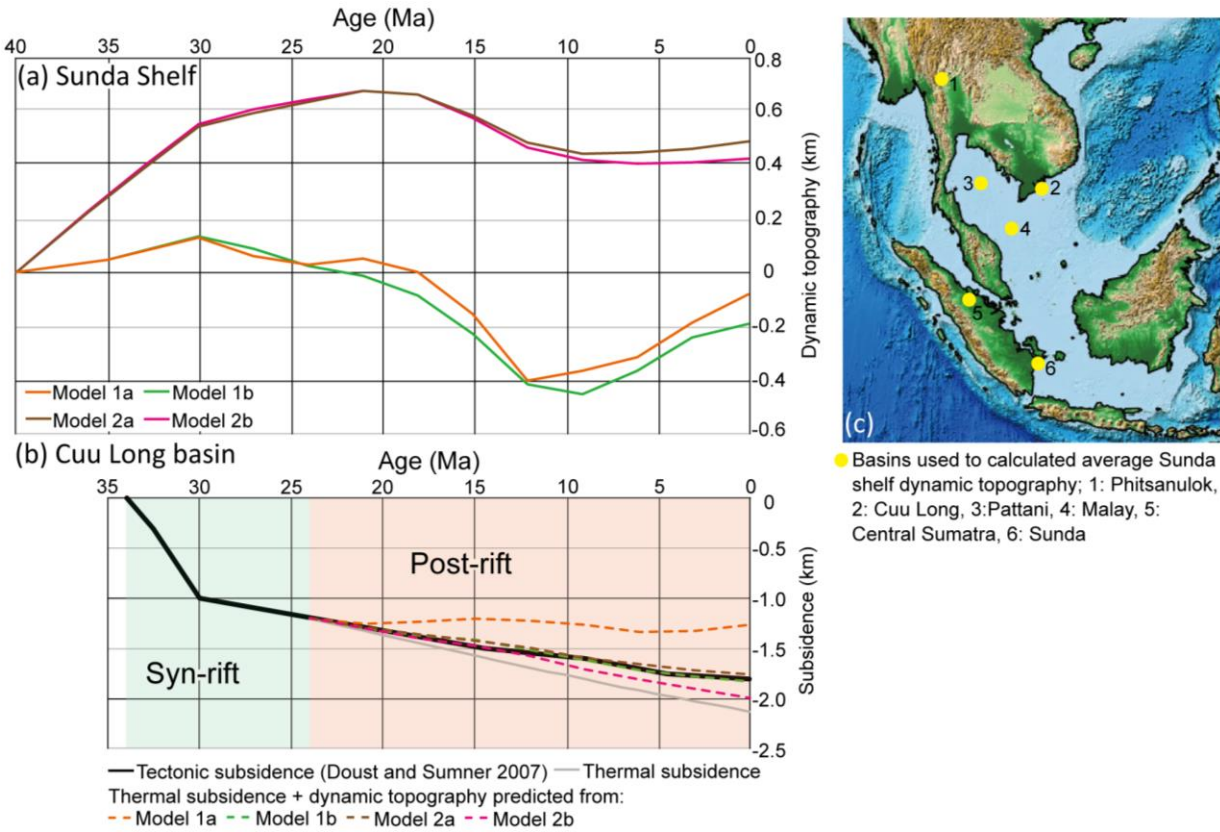 Age (Ma)
40 35 30 25 20 15 10 5 0
(a) Sunda Shelf
0.8
0.6
0.4
0.2
0
-0.2
-0.4
-0.6
Dynamic topography (km)
Model 1a Model 1b
Model 2a Model 2b
(b) Cuu Long basin
Age (Ma)
35 30 25 20 15 10 5 0
0
-0.5
-1.0
-1.5
-2.0
-2.5
Subsidence (km)
Post-rift
Syn-rift
Tectonic subsidence (Doust and Sumner 2007) Thermal subsidence
Thermal subsidence + dynamic topography predicted from:
Model 1a Model 1b Model 2a Model 2b
1
3
2
4
5
6
(c)
Basins used to calculated average Sunda
shelf dynamic topography; 1: Phitsanulok,
2: Cuu Long, 3:Pattani, 4: Malay, 5:
Central Sumatra, 6: Sunda